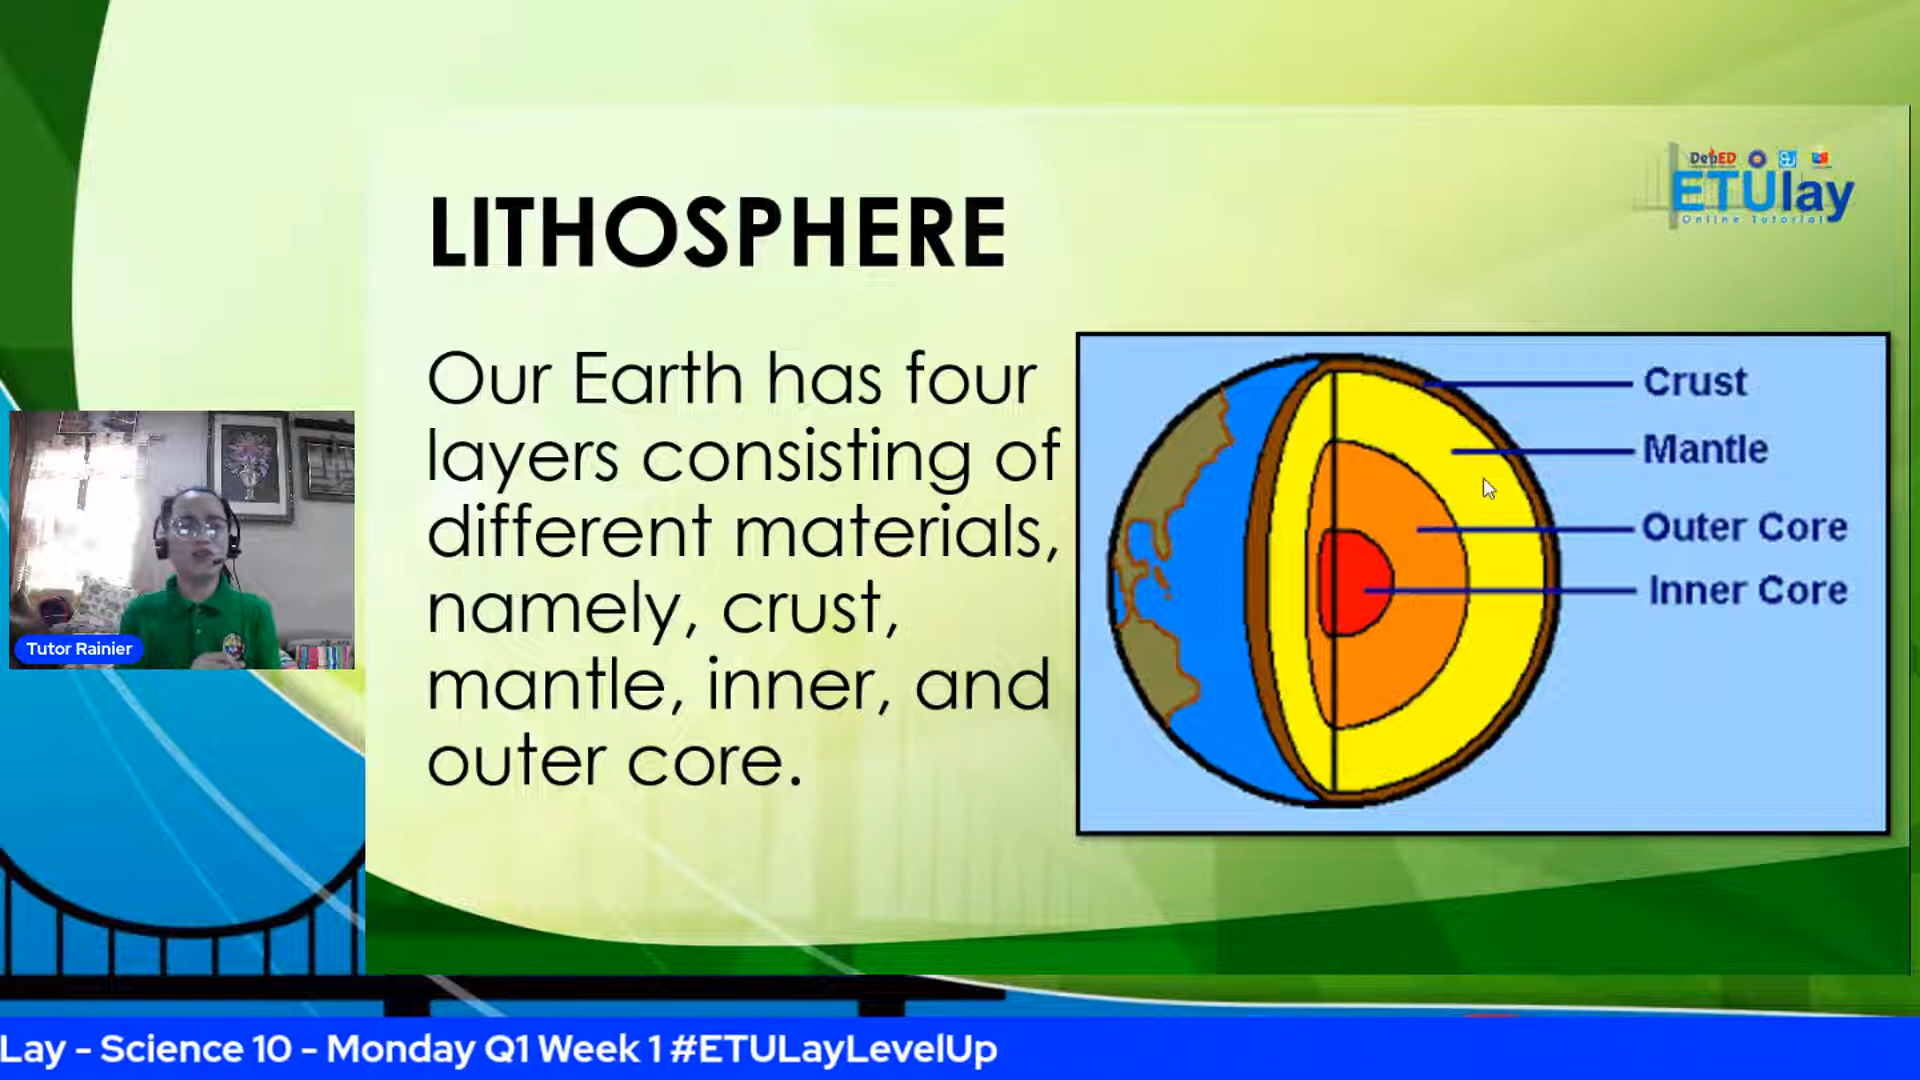 DepED
ETUlay
Online Tutorial
LITHOSPHERE
Our Earth has four
layers consisting of
different materials,
namely, crust,
mantle, inner, and
outer core.
Crust
Mantle
Outer Core
Inner Core
Tutor Rainier
Lay - Science 10 - Monday Q1 Week 1 #ETULayLevelUp